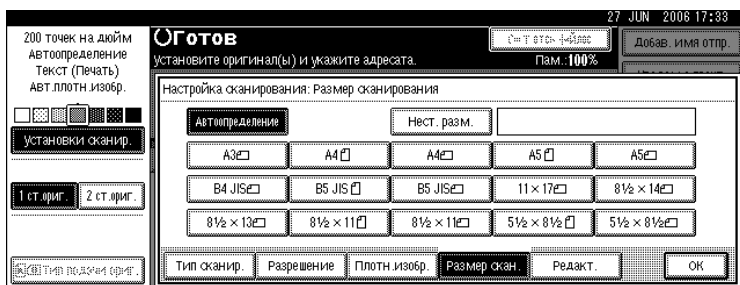 27 JUN 2006 17:33
200 точек на дюйм
Автоопределение
Текст (Печать)
Авт.плотн.изобр.
Готов
Установите оригинал(ы) и укажите адресата.
Пам.:100%
Добав. имя отпр.
Настройка сканирования: Размер сканирования
Автоопределение
Нест. разм.
Установки сканир.
A3 A4 A4 A5 A5
1 ст.ориг. 2 ст.ориг.
B4 JIS B5 JIS B5 JIS 11×17 8½×14
8½×13 8½×11 8½×11 5½×8½ 5½×8½
Тип подачи ориг.
Тип сканир. Разрешение Плотн.изобр. Размер скан. Редакт. OK